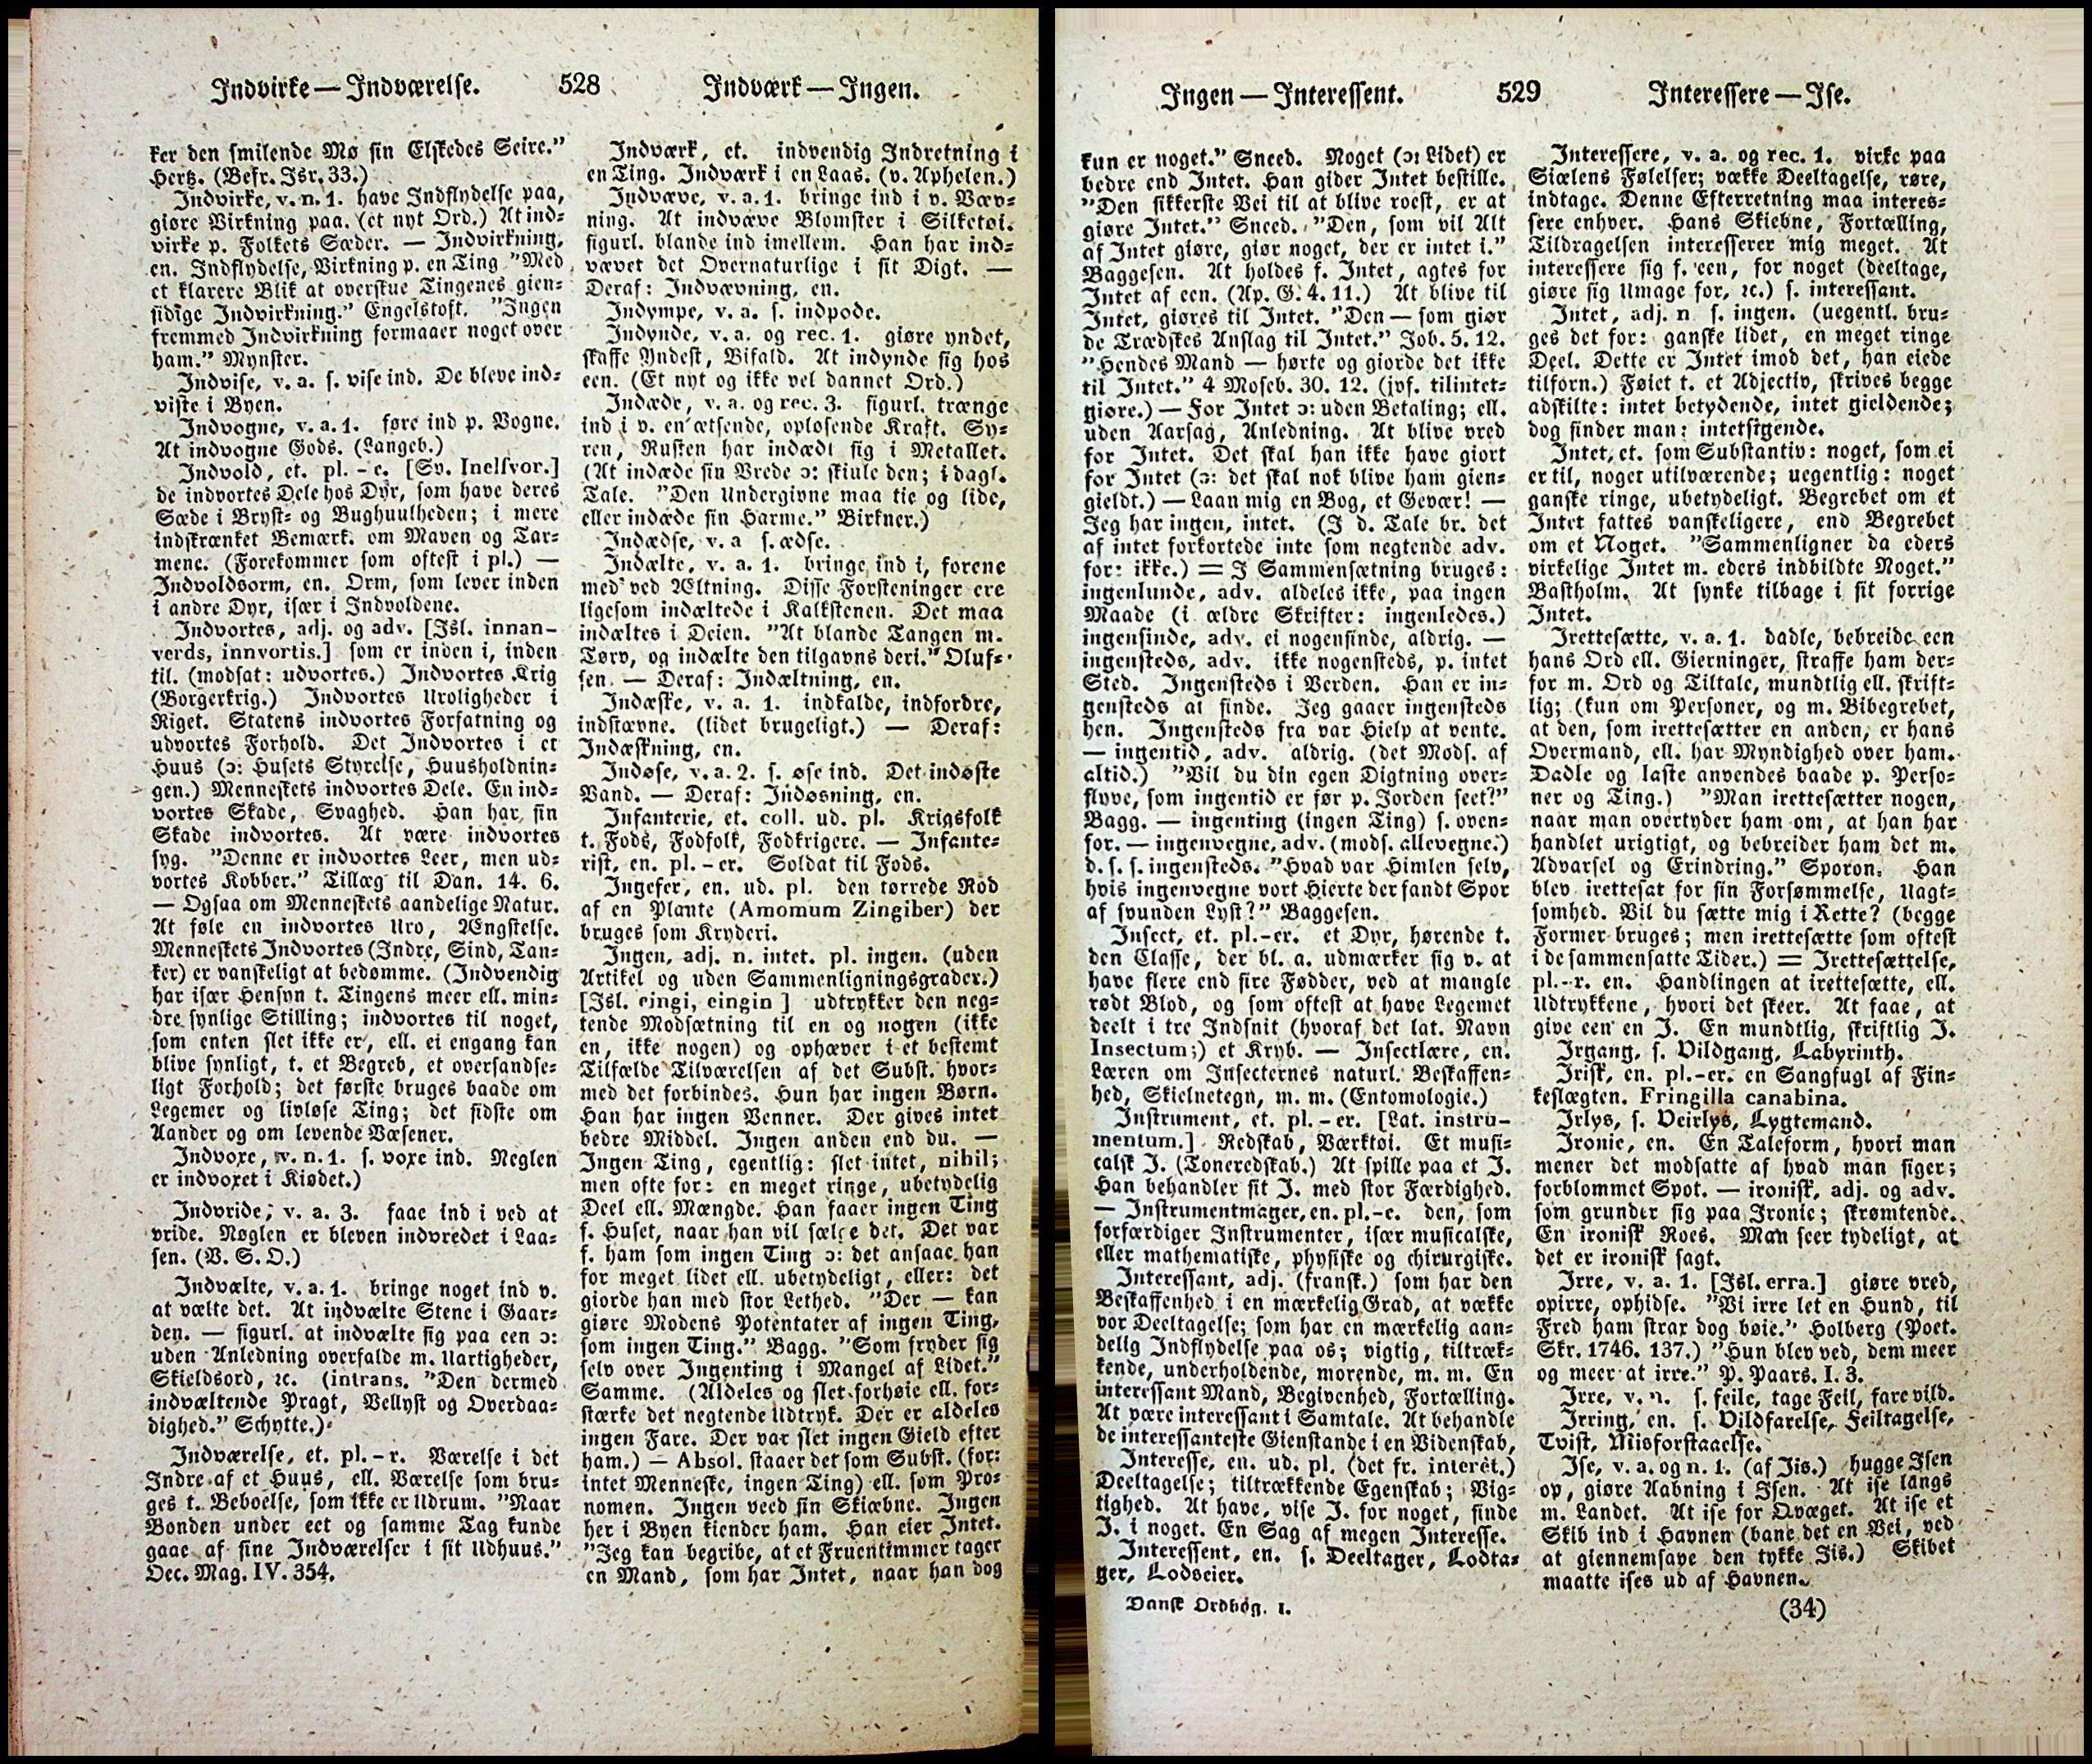 Indvirke — Indværelse. 528 Indværk — Ingen.
ker den smilende Mø sin Elskedes Seire."
Hertz. (Befr. Isr. 33.)
Indvirke, v. n. 1. have Indflydelse paa,
giøre Virkning paa. (et nyt Ord.) At ind-
virke p. Folkets Sæder. — Indvirkning,
en. Indflydelse, Virkning p. en Ting "Med
et klarere Blik at overskue Tingenes gien-
sidige Indvirkning." Engelstoft. "Ingen
fremmed Indvirkning formaaer noget over
ham." Mynster.
Indvise, v. a. s. vise ind. De bleve ind-
viste i Byen.
Indvogne, v. a. 1. føre ind p. Vogne.
At indvogne Gods. (Langeb.)
Indvold, et. pl. - e. [Sv. Inelfvor.]
de indvortes Dele hos Dyr, som have deres
Sæde i Bryst- og Bughuulheden; i mere
indskrænket Bemærk. om Maven og Tar-
mene. (Forekommer som oftest i pl.) —
Indvoldsorm, en. Orm, som lever inden
i andre Dyr, især i Indvoldene.
Indvortes, adj. og adv. [Isl. innan-
verds, innvortis.] som er inden i, inden
til. (modsat: udvortes.) Indvortes Krig
(Borgerkrig.) Indvortes Uroligheder i
Riget. Statens indvortes Forfatning og
udvortes Forhold. Det Indvortes i et
Huus (ɔ: Husets Styrelse, Huusholdnin-
gen.) Menneskets indvortes Dele. En ind-
vortes Skade, Svaghed. Han har sin
Skade indvortes. At være indvortes
syg. "Denne er indvortes Leer, men ud-
vortes Kobber." Tillæg til Dan. 14. 6.
— Ogsaa om Menneskets aandelige Natur.
At føle en indvortes Uro, Ængstelse.
Menneskets Indvortes (Indre, Sind, Tan-
ker) er vanskeligt at bedømme. (Indvendig
har især Hensyn t. Tingens meer ell. min-
dre synlige Stilling; indvortes til noget,
som enten slet ikke er, ell. ei engang kan
blive synligt, t. et Begreb, et oversandse-
ligt Forhold; det første bruges baade om
Legemer og livløse Ting; det sidste om
Aander og om levende Væsener.
Indvoxe, v. n. 1. s. voxe ind. Neglen
er indvoxet i Kiødet.)
Indvride, v. a. 3. faae ind i ved at
vride. Nøglen er bleven indvredet i Laa-
sen. (V. S. O.)
Indvælte, v. a. 1. bringe noget ind v.
at vælte det. At indvælte Stene i Gaar-
den. — figurl. at indvælte sig paa een ɔ:
uden Anledning overfalde m. Uartigheder,
Skieldsord, ꝛc. (intrans. "Den dermed
indvæltende Pragt, Vellyst og Overdaa-
dighed." Schytte.)
Indværelse, et. pl. - r. Værelse i det
Indre af et Huus, ell. Værelse som bru-
ges t. Beboelse, som ikke er Udrum. "Naar
Bonden under eet og samme Tag kunde
gaae af sine Indværelser i sit Udhuus."
Oec. Mag. IV. 354.
Indværk, et. indvendig Indretning i
en Ting. Indværk i en Laas. (v. Aphelen.)
Indvæve, v. a. 1. bringe ind i v. Væv-
ning. At indvæve Blomster i Silketøi.
figurl. blande ind imellem. Han har ind-
vævet det Overnaturlige i sit Digt. —
Deraf: Indvævning, en.
Indympe, v. a. s. indpode.
Indynde, v. a. og rec. 1. giøre yndet,
skaffe Yndest, Bifald. At indynde sig hos
een. (Et nyt og ikke vel dannet Ord.)
Indæde, v. a. og rec. 3. figurl. trænge
ind i v. en ætsende, opløsende Kraft. Sy-
ren, Rusten har indædt sig i Metallet.
(At indæde sin Vrede ɔ: skiule den; i dagl.
Tale. "Den Undergivne maa tie og lide,
eller indæde sin Harme." Birkner.)
Indædse, v. a s. ædse.
Indælte, v. a. 1. bringe ind i, forene
med ved Æltning. Disse Forsteninger ere
ligesom indæltede i Kalkstenen. Det maa
indæltes i Deien. "At blande Tangen m.
Tørv, og indælte den tilgavns deri." Oluf-
sen. — Deraf: Indæltning, en.
Indæske, v. a. 1. indkalde, indfordre,
indstævne. (lidet brugeligt.) — Deraf:
Indæskning, en.
Indøse, v. a. 2. s. øse ind. Det indøste
Vand. — Deraf: Indøsning, en.
Infanterie, et. coll. ud. pl. Krigsfolk
t. Fods, Fodfolk, Fodkrigere. — Infante-
rist, en. pl. - er. Soldat til Fods.
Ingefer, en. ud. pl. den tørrede Rod
af en Plante (Amomum Zingiber) der
bruges som Kryderi.
Ingen, adj. n. intet. pl. ingen. (uden
Artikel og uden Sammenligningsgrader.)
[Isl. eingi, eingin ] udtrykker den neg-
tende Modsætning til en og nogen (ikke
en, ikke nogen) og ophæver i et bestemt
Tilfælde Tilværelsen af det Subst. hvor-
med det forbindes. Hun har ingen Børn.
Han har ingen Venner. Der gives intet
bedre Middel. Ingen anden end du. —
Ingen Ting, egentlig: slet intet, nihil;
men ofte for: en meget ringe, ubetydelig
Deel ell. Mængde. Han faaer ingen Ting
f. Huset, naar han vil sælge det. Det var
f. ham som ingen Ting ɔ: det ansaae han
for meget lidet ell. ubetydeligt, eller: det
giorde han med stor Lethed. "Der — kan
giøre Modens Potentater af ingen Ting,
som ingen Ting." Bagg. "Som fryder sig
selv over Ingenting i Mangel af Lidet."
Samme. (Aldeles og slet forhøie ell. for-
stærke det negtende Udtryk. Der er aldeles
ingen Fare. Der var slet ingen Gield efter
ham.) — Absol. staaer det som Subst. (for:
intet Menneske, ingen Ting) ell. som Pro-
nomen. Ingen veed sin Skiæbne. Ingen
her i Byen kiender ham. Han eier Intet.
"Jeg kan begribe, at et Fruentimmer tager
en Mand, som har Intet, naar han dog
Ingen — Interessent. 529 Interessere — Ise.
kun er noget." Sneed. Noget (ɔ: Lidet) er
bedre end Intet. Han gider Intet bestille.
"Den sikkerste Vei til at blive roest, er at
giøre Intet." Sneed. "Den, som vil Alt
af Intet giøre, giør noget, der er intet i."
Baggesen. At holdes f. Intet, agtes for
Intet af een. (Ap. G. 4. 11.) At blive til
Intet, giøres til Intet. "Den — som giør
de Trædskes Anslag til Intet." Job. 5. 12.
"Hendes Mand — hørte og giorde det ikke
til Intet." 4 Moseb. 30. 12. (jvf. tilintet-
giøre.) — For Intet ɔ: uden Betaling; ell.
uden Aarsag, Anledning. At blive vred
for Intet. Det skal han ikke have giort
for Intet (ɔ: det skal nok blive ham gien-
gieldt.) — Laan mig en Bog, et Gevær! —
Jeg har ingen, intet. (I d. Tale br. det
af intet forkortede inte som negtende adv.
for: ikke.) = I Sammensætning bruges:
ingenlunde, adv. aldeles ikke, paa ingen
Maade (i ældre Skrifter: ingenledes.)
ingensinde, adv. ei nogensinde, aldrig. —
ingensteds, adv. ikke nogensteds, p. intet
Sted. Ingensteds i Verden. Han er in-
gensteds at finde. Jeg gaaer ingensteds
hen. Ingensteds fra var Hielp at vente.
— ingentid, adv. aldrig. (det Mods. af
altid.) "Vil du din egen Digtning over-
flyve, som ingentid er før p. Jorden seet?"
Bagg. — ingenting (ingen Ting) s. oven-
for. — ingenvegne, adv. (mods. allevegne.)
d. s. s. ingensteds. "Hvad var Himlen selv,
hvis ingenvegne vort Hierte der fandt Spor
af svunden Lyst?" Baggesen.
Insect, et. pl.-er. et Dyr, hørende t.
den Classe, der bl. a. udmærker sig v. at
have flere end fire Fødder, ved at mangle
rødt Blod, og som oftest at have Legemet
deelt i tre Indsnit (hvoraf det lat. Navn
Insectum;) et Kryb. — Insectlære, en.
Læren om Insecternes naturl. Beskaffen-
hed, Skielnetegn, m. m. (Entomologie.)
Instrument, et. pl. - er. [Lat. instru-
mentum.] Redskab, Værktøi. Et musi-
calsk I. (Toneredskab.) At spille paa et I.
Han behandler sit I. med stor Færdighed.
— Instrumentmager, en. pl.-e. den, som
forfærdiger Instrumenter, især musicalske,
eller mathematiske, physiske og chirurgiske.
Interessant, adj. (fransk.) som har den
Beskaffenhed i en mærkelig Grad, at vække
vor Deeltagelse; som har en mærkelig aan-
delig Indflydelse paa os; vigtig, tiltræk-
kende, underholdende, morende, m. m. En
interessant Mand, Begivenhed, Fortælling.
At være interessant i Samtale. At behandle
de interessanteste Gienstande i en Videnskab,
Interesse, en. ud. pl. (det fr. interêt.)
Deeltagelse; tiltrækkende Egenskab; Vig-
tighed. At have, vise I. for noget, finde
I. i noget. En Sag af megen Interesse.
Interessent, en. s. Deeltager, Lodta-
ger, Lodseier.
Dansk Ordbog. I.
Interessere, v. a. og rec. 1. virke paa
Siælens Følelser; vække Deeltagelse, røre,
indtage. Denne Efterretning maa interes-
sere enhver. Hans Skiebne, Fortælling,
Tildragelsen interesserer mig meget. At
interessere sig f. een, for noget (deeltage,
giøre sig Umage for, ꝛc.) s. interessant.
Intet, adj. n s. ingen. (uegentl. bru-
ges det for: ganske lidet, en meget ringe
Deel. Dette er Intet imod det, han eiede
tilforn.) Føiet t. et Adjectiv, skrives begge
adskilte: intet betydende, intet gieldende;
dog finder man: intetsigende.
Intet, et. som Substantiv: noget, som ei
er til, noget utilværende; uegentlig: noget
ganske ringe, ubetydeligt. Begrebet om et
Intet fattes vanskeligere, end Begrebet
om et Noget. "Sammenligner da eders
virkelige Intet m. eders indbildte Noget."
Bastholm. At synke tilbage i sit forrige
Intet.
Irettesætte, v. a. 1. dadle, bebreide een
hans Ord ell. Gierninger, straffe ham der-
for m. Ord og Tiltale, mundtlig ell. skrift-
lig; (kun om Personer, og m. Bibegrebet,
at den, som irettesætter en anden, er hans
Overmand, ell. har Myndighed over ham.
Dadle og laste anvendes baade p. Perso-
ner og Ting.) "Man irettesætter nogen,
naar man overtyder ham om, at han har
handlet urigtigt, og bebreider ham det m.
Advarsel og Erindring." Sporon. Han
blev irettesat for sin Forsømmelse, Uagt-
somhed. Vil du sætte mig i Rette? (begge
Former bruges; men irettesætte som oftest
i de sammensatte Tider.) = Irettesættelse,
pl.-r. en. Handlingen at irettesætte, ell.
Udtrykkene, hvori det skeer. At faae, at
give een en I. En mundtlig, skriftlig I.
Irgang, s. Vildgang, Labyrinth.
Irisk, en. pl.-er. en Sangfugl af Fin-
keslægten. Fringilla canabina.
Irlys, s. Veirlys, Lygtemand.
Ironie, en. En Taleform, hvori man
mener det modsatte af hvad man siger;
forblommet Spot. — ironisk, adj. og adv.
som grunder sig paa Ironie; skrømtende.
En ironisk Roes. Man seer tydeligt, at
det er ironisk sagt.
Irre, v. a. 1. [Isl. erra.] giøre vred,
opirre, ophidse. "Vi irre let en Hund, til
Fred ham strax dog bøie." Holberg (Poet.
Skr. 1746. 137.) "Hun blev ved, dem meer
og meer at irre." P. Paars. I. 3.
Irre, v. n. s. feile, tage Feil, fare vild.
Irring, en. s. Vildfarelse, Feiltagelse,
Tvist, Misforstaaelse.
Ise, v. a. og n. 1. (af Iis.) hugge Isen
op, giøre Aabning i Isen. At ise langs
m. Landet. At ise for Qvæget. At ise et
Skib ind i Havnen (bane det en Vei, ved
at giennemsave den tykke Iis.) Skibet
maatte ises ud af Havnen.
(34)